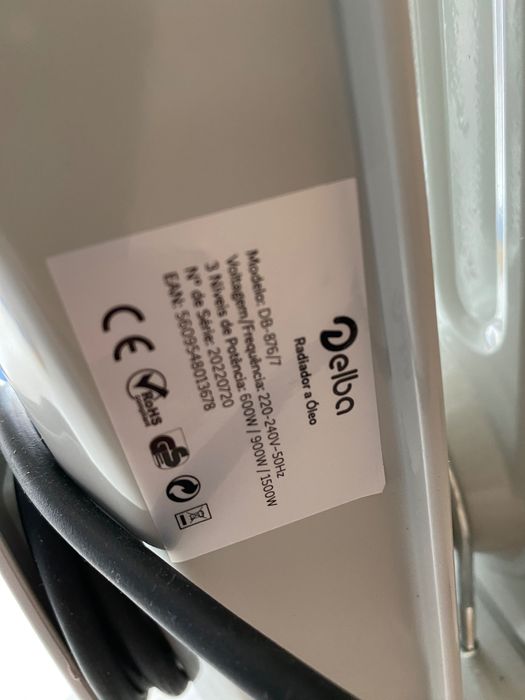 Delba
Radiador a Óleo
Modelo: DB-876/7
Voltagem/Frequência: 220-240V~50Hz
3 Níveis de Potência: 600W / 900W / 1500W
Nº de Série: 20220720
EAN: 5609548013678
CE
RoHS